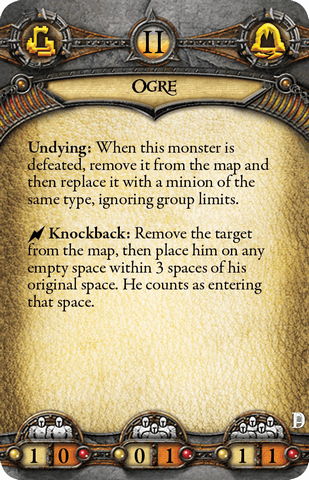 II
OGRE
Undying: When this monster is
defeated, remove it from the map and
then replace it with a minion of the
same type, ignoring group limits.
Knockback: Remove the target
from the map, then place him on any
empty space within 3 spaces of his
original space. He counts as entering
that space.
1 0 0 1 1 1